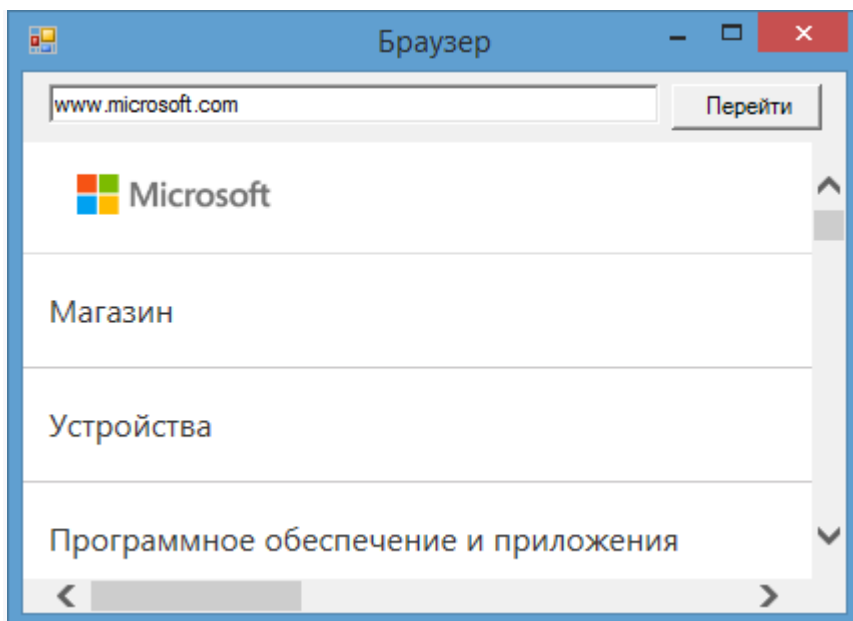 Браузер
www.microsoft.com Перейти
Microsoft
Магазин
Устройства
Программное обеспечение и приложения